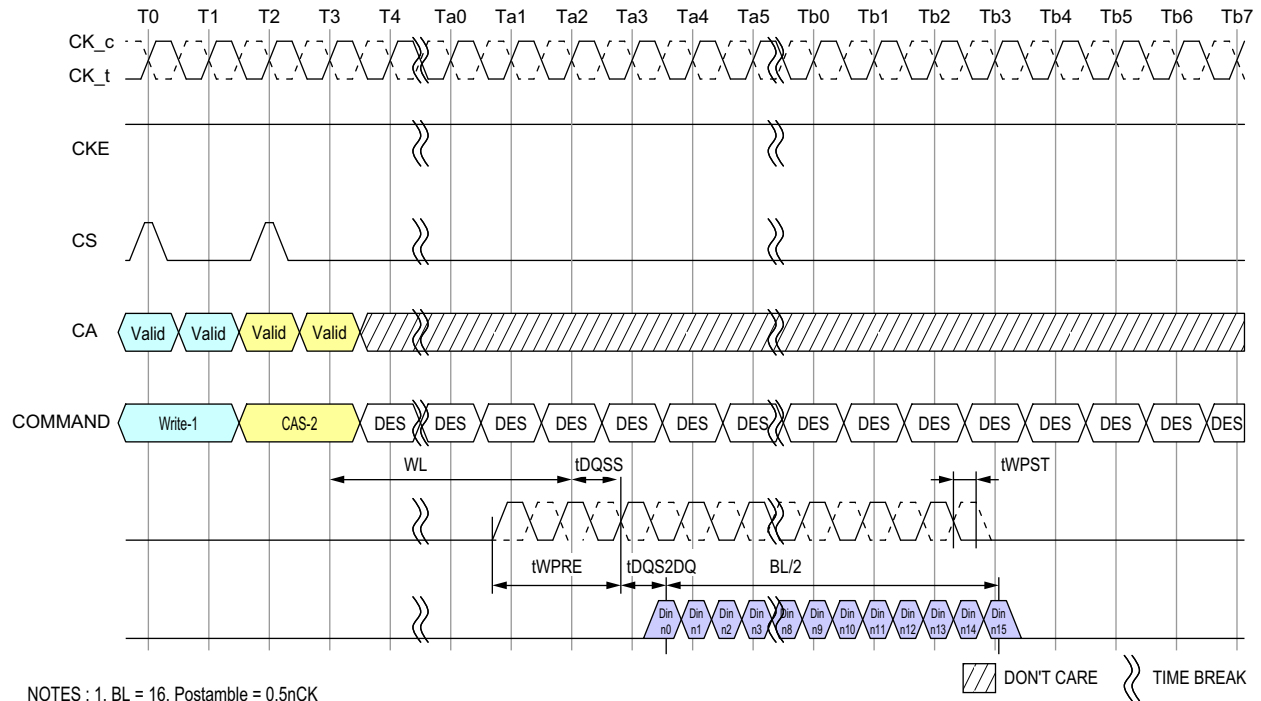 T0 T1 T2 T3 T4 Ta0 Ta1 Ta2 Ta3 Ta4 Ta5 Tb0 Tb1 Tb2 Tb3 Tb4 Tb5 Tb6 Tb7
CK_c
CK_t
CKE
CS
CA Valid Valid Valid Valid
COMMAND Write-1 CAS-2 DES DES DES DES DES DES DES DES DES DES DES DES DES DES DES
WL tDQSS tWPST
tWPRE tDQS2DQ BL/2
Din Din Din Din Din Din Din Din Din Din Din Din
n0 n1 n2 n3 n8 n9 n10 n11 n12 n13 n14 n15
DON'T CARE TIME BREAK
NOTES : 1. BL = 16, Postamble = 0.5nCK